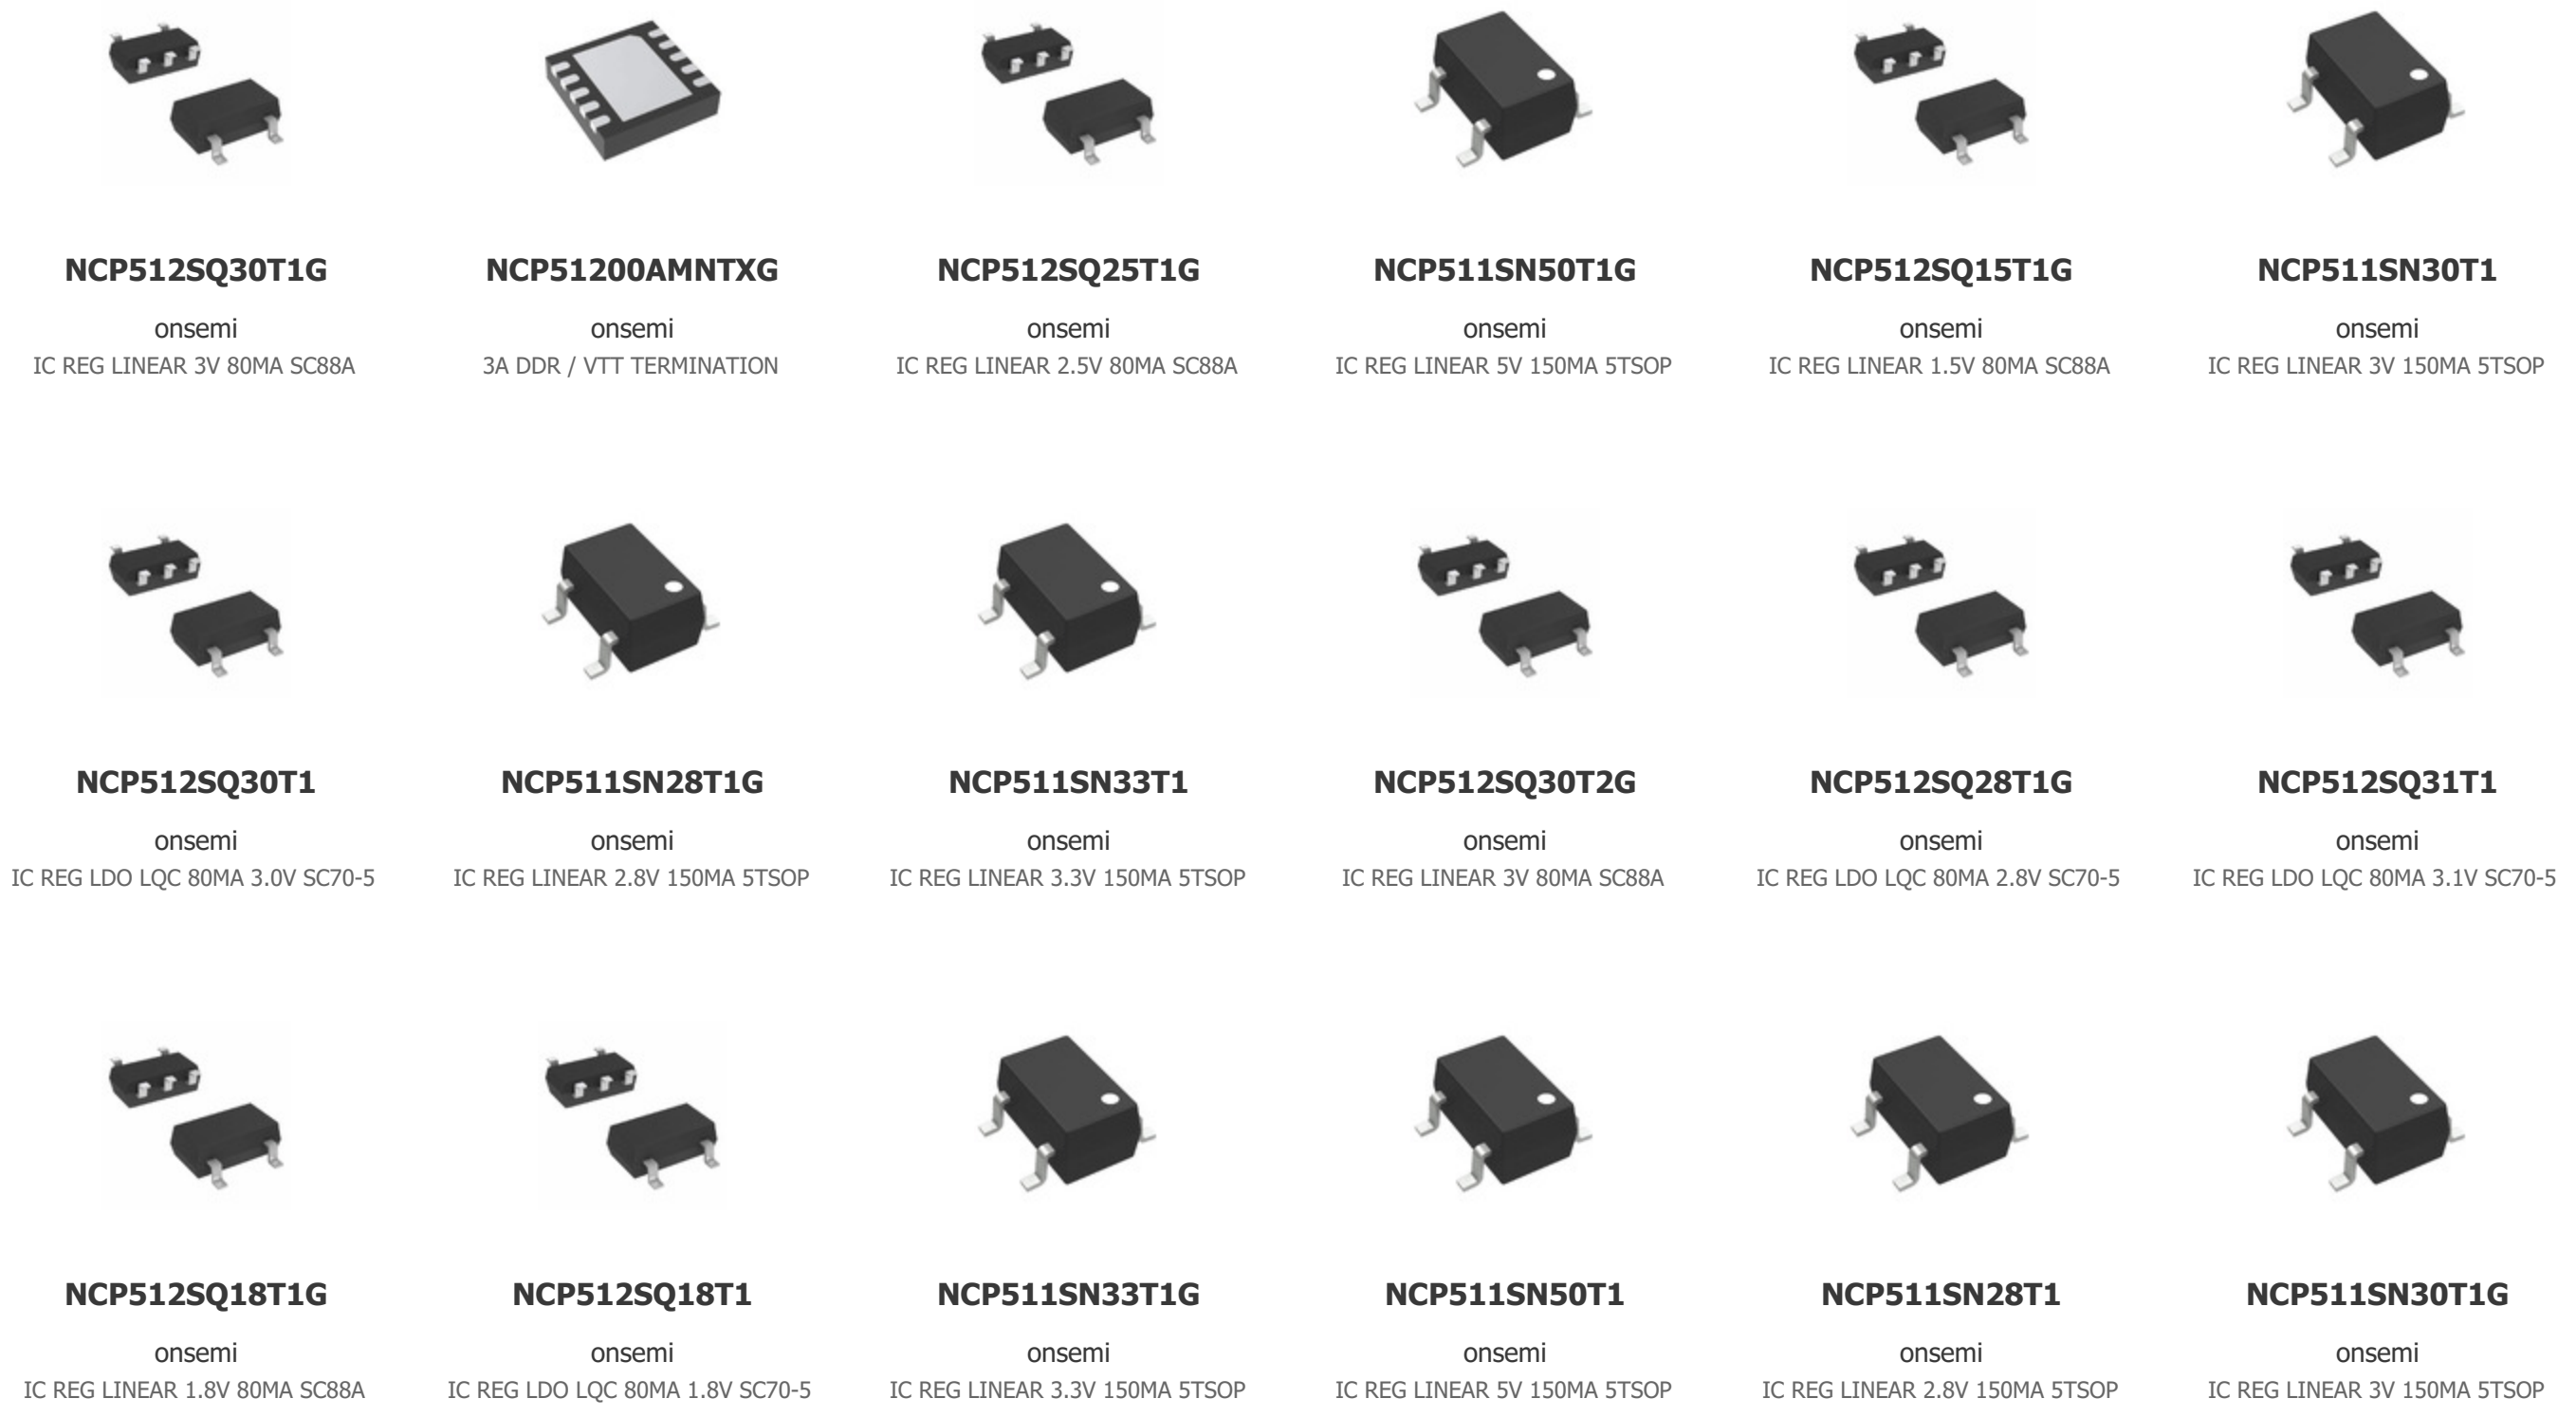 NCP512SQ30T1G
onsemi
IC REG LINEAR 3V 80MA SC88A
NCP51200AMNTXG
onsemi
3A DDR / VTT TERMINATION
NCP512SQ25T1G
onsemi
IC REG LINEAR 2.5V 80MA SC88A
NCP511SN50T1G
onsemi
IC REG LINEAR 5V 150MA 5TSOP
NCP512SQ15T1G
onsemi
IC REG LINEAR 1.5V 80MA SC88A
NCP511SN30T1
onsemi
IC REG LINEAR 3V 150MA 5TSOP
NCP512SQ30T1
onsemi
IC REG LDO LQC 80MA 3.0V SC70-5
NCP511SN28T1G
onsemi
IC REG LINEAR 2.8V 150MA 5TSOP
NCP511SN33T1
onsemi
IC REG LINEAR 3.3V 150MA 5TSOP
NCP512SQ30T2G
onsemi
IC REG LINEAR 3V 80MA SC88A
NCP512SQ28T1G
onsemi
IC REG LDO LQC 80MA 2.8V SC70-5
NCP512SQ31T1
onsemi
IC REG LDO LQC 80MA 3.1V SC70-5
NCP512SQ18T1G
onsemi
IC REG LINEAR 1.8V 80MA SC88A
NCP512SQ18T1
onsemi
IC REG LDO LQC 80MA 1.8V SC70-5
NCP511SN33T1G
onsemi
IC REG LINEAR 3.3V 150MA 5TSOP
NCP511SN50T1
onsemi
IC REG LINEAR 5V 150MA 5TSOP
NCP511SN28T1
onsemi
IC REG LINEAR 2.8V 150MA 5TSOP
NCP511SN30T1G
onsemi
IC REG LINEAR 3V 150MA 5TSOP